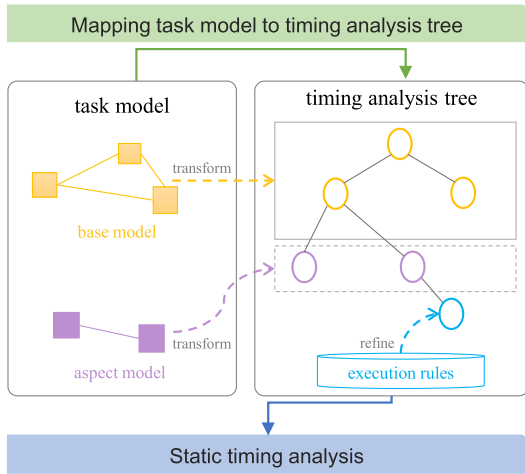 Mapping task model to timing analysis tree
task model
timing analysis tree
transform
base model
transform
aspect model
refine
execution rules
Static timing analysis